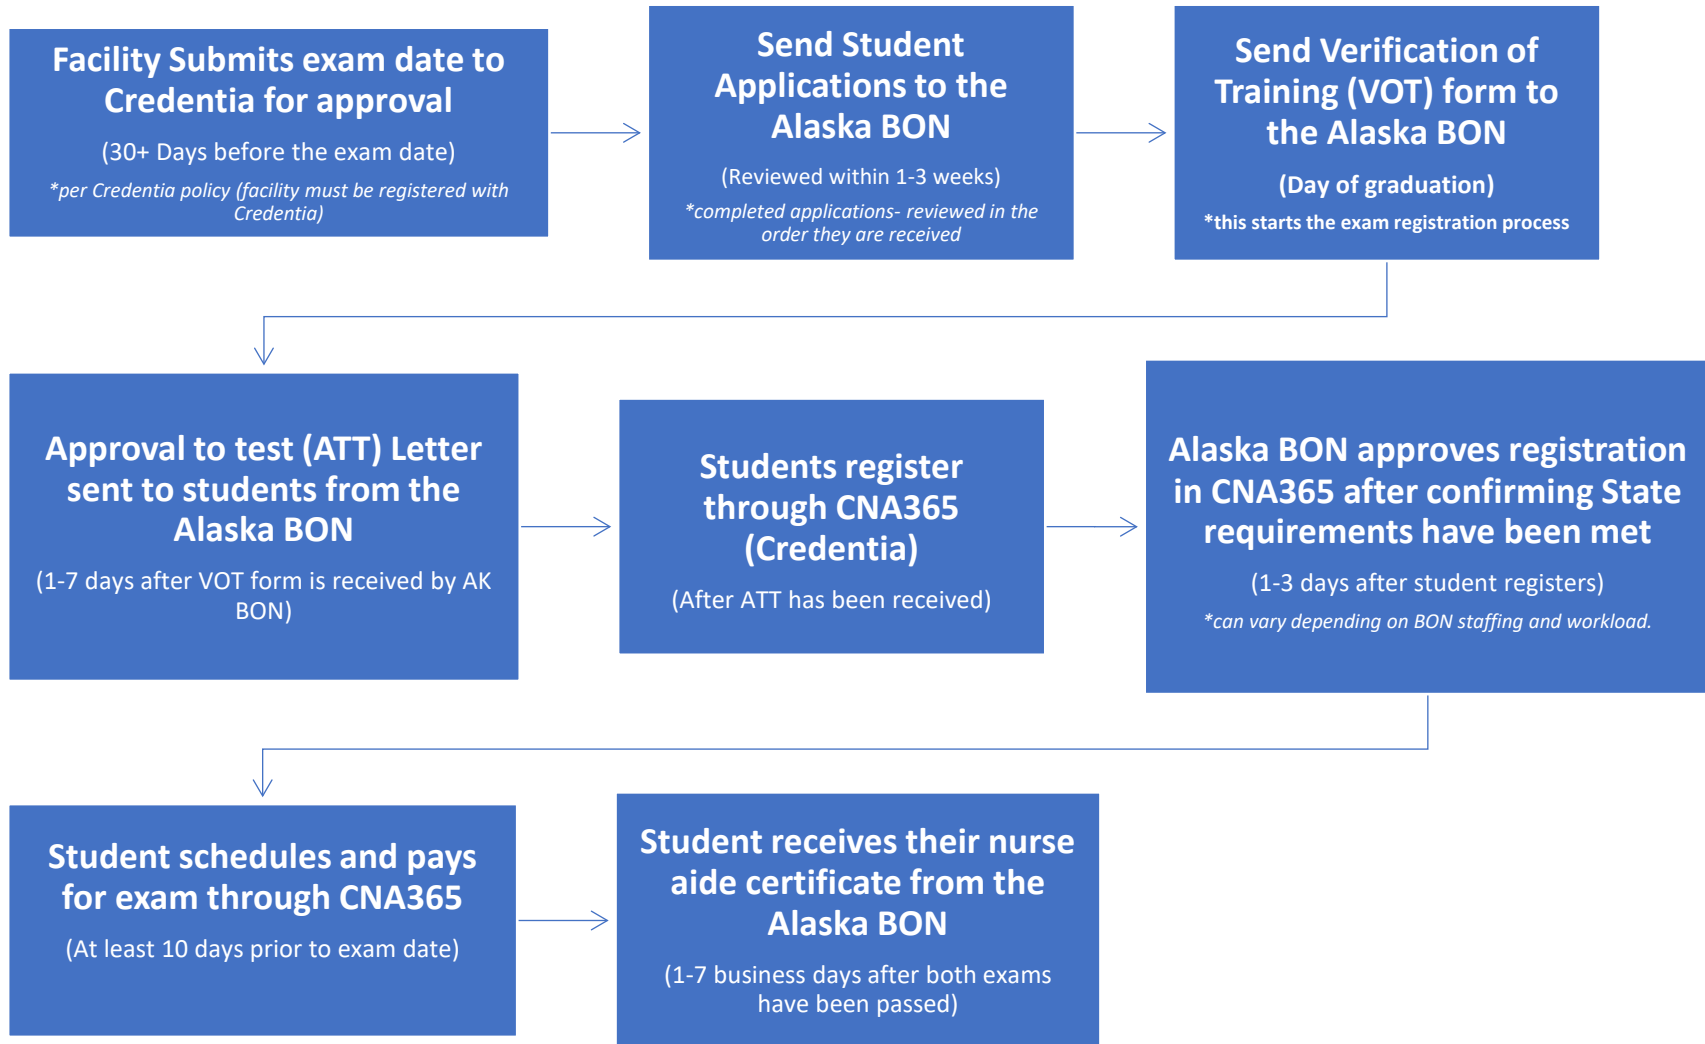 Facility Submits exam date to
Credentia for approval
(30+ Days before the exam date)
*per Credentia policy (facility must be registered with
Credentia)
Send Student
Applications to the
Alaska BON
(Reviewed within 1-3 weeks)
*completed applications- reviewed in the
order they are received
Send Verification of
Training (VOT) form to
the Alaska BON
(Day of graduation)
*this starts the exam registration process
Approval to test (ATT) Letter
sent to students from the
Alaska BON
(1-7 days after VOT form is received by AK
BON)
Students register
through CNA365
(Credentia)
(After ATT has been received)
Alaska BON approves registration
in CNA365 after confirming State
requirements have been met
(1-3 days after student registers)
*can vary depending on BON staffing and workload.
Student schedules and pays
for exam through CNA365
(At least 10 days prior to exam date)
Student receives their nurse
aide certificate from the
Alaska BON
(1-7 business days after both exams
have been passed)